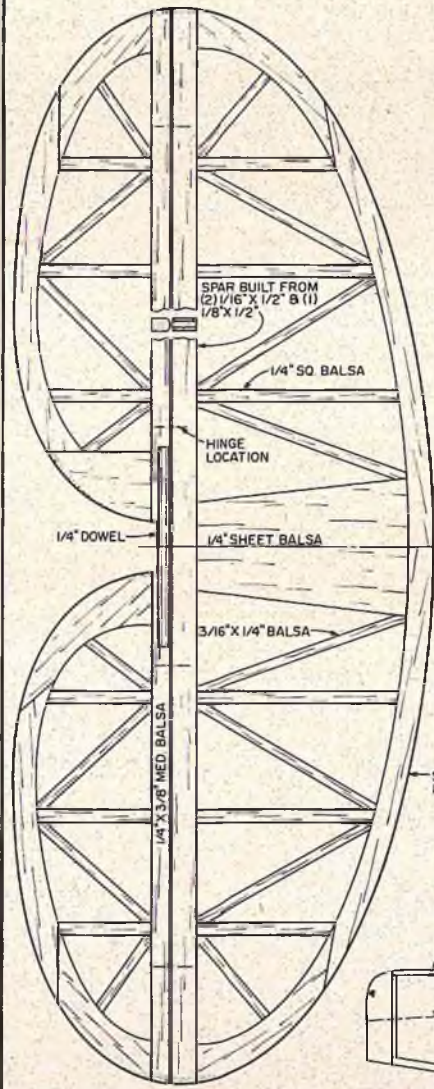 SPAR BUILT FROM
(2) 1/16" X 1/2" & (1)
1/8" X 1/2"
1/4" SQ. BALSA
HINGE
LOCATION
1/4" DOWEL
1/4" SHEET BALSA
3/16" X 1/4" BALSA
1/4" X 3/8" MED. BALSA